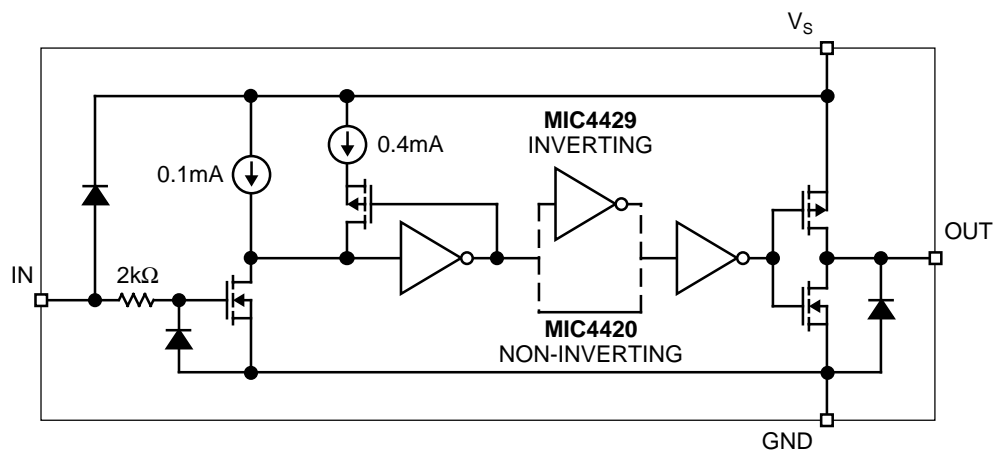 V_S
MIC4429
INVERTING
0.4mA
0.1mA
OUT
IN
2kΩ
MIC4420
NON-INVERTING
GND